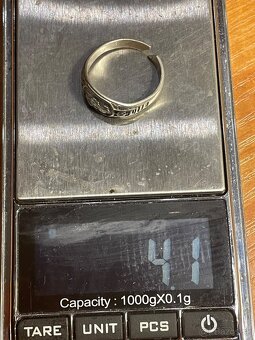 4.1
Capacity : 1000gX0.1g
TARE UNIT PCS